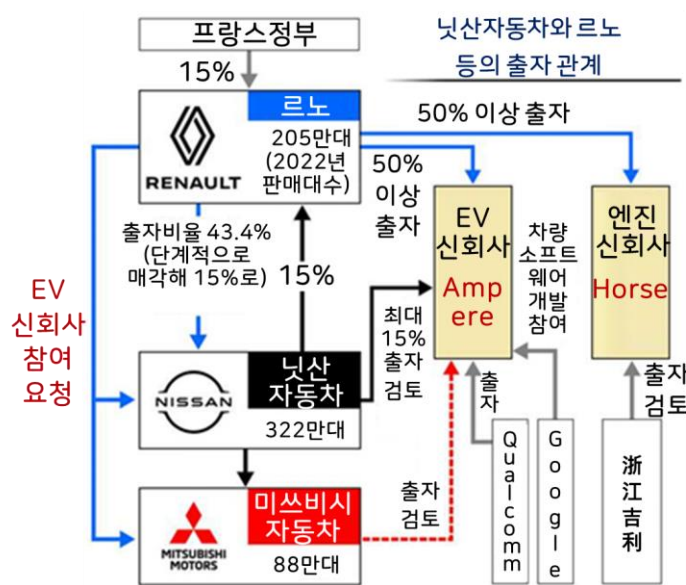 프랑스정부
닛산자동차와 르노
등의 출자 관계
15%
르노
205만대
(2022년
판매대수)
RENAULT
50% 이상 출자
50%
이상
출자
출자비율 43.4%
(단계적으로
매각해 15%로)
15%
EV
신회사
참여
요청
EV
신회사
Amp
ere
차량
소프트
웨어
개발
참여
엔진
신회사
Horse
최대
15%
출자
검토
닛산
자동차
NISSAN
322만대
출자
출자
검토
Qualcomm
Google
浙江吉利
미쓰비시
자동차
88만대
MITSUBISHI
MOTORS
출자
검토